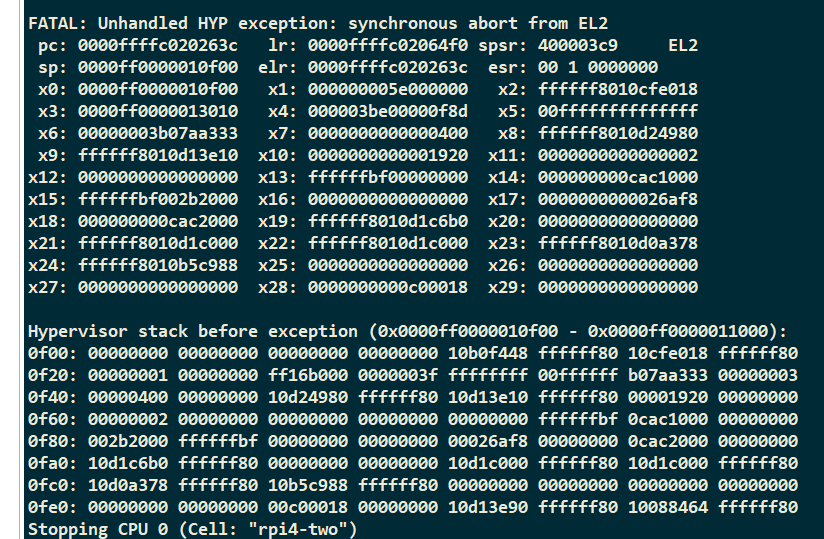 FATAL: Unhandled HYP exception: synchronous abort from EL2
pc: 0000ffffc020263c lr: 0000ffffc02064f0 spsr: 400003c9 EL2
sp: 0000ff0000010f00 elr: 0000ffffc020263c esr: 00 1 0000000
x0: 0000ff0000010f00 x1: 000000005e000000 x2: ffffff8010cfe018
x3: 0000ff0000013010 x4: 000003be00000f8d x5: 00ffffffffffffff
x6: 00000003b07aa333 x7: 0000000000000400 x8: ffffff8010d24980
x9: ffffff8010d13e10 x10: 0000000000001920 x11: 0000000000000002
x12: 0000000000000000 x13: ffffffbf00000000 x14: 000000000cac1000
x15: ffffffbf002b2000 x16: 0000000000000000 x17: 0000000000026af8
x18: 000000000cac2000 x19: ffffff8010d1c6b0 x20: 0000000000000000
x21: ffffff8010d1c000 x22: ffffff8010d1c000 x23: ffffff8010d0a378
x24: ffffff8010b5c988 x25: 0000000000000000 x26: 0000000000000000
x27: 0000000000000000 x28: 0000000000c00018 x29: 0000000000000000
Hypervisor stack before exception (0x0000ff0000010f00 - 0x0000ff0000011000):
0f00: 00000000 00000000 00000000 00000000 10b0f448 ffffff80 10cfe018 ffffff80
0f20: 00000001 00000000 ff16b000 0000003f ffffffff 00ffffff b07aa333 00000003
0f40: 00000400 00000000 10d24980 ffffff80 10d13e10 ffffff80 00001920 00000000
0f60: 00000002 00000000 00000000 00000000 00000000 ffffffbf 0cac1000 00000000
0f80: 002b2000 ffffffbf 00000000 00000000 00026af8 00000000 0cac2000 00000000
0fa0: 10d1c6b0 ffffff80 00000000 00000000 10d1c000 ffffff80 10d1c000 ffffff80
0fc0: 10d0a378 ffffff80 10b5c988 ffffff80 00000000 00000000 00000000 00000000
0fe0: 00000000 00000000 00c00018 00000000 10d13e90 ffffff80 10088464 ffffff80
Stopping CPU 0 (Cell: "rpi4-two")